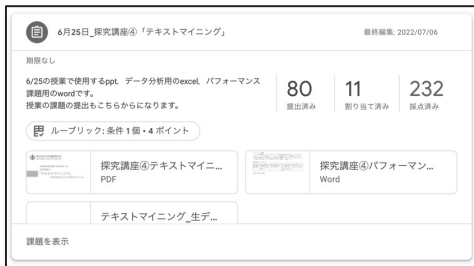 6月25日_探究講座④「テキストマイニング」
最終編集: 2022/07/06
期限なし
6/25の授業で使用するppt，データ分析用のexcel，パフォーマンス
課題用のwordです。
授業の課題の提出もこちらからになります。
80
提出済み
11
割り当て済み
232
採点済み
ルーブリック: 条件 1 個・4 ポイント
探究講座④テキストマイニ...
PDF
探究講座④パフォーマン...
Word
テキストマイニング_生デ...
課題を表示